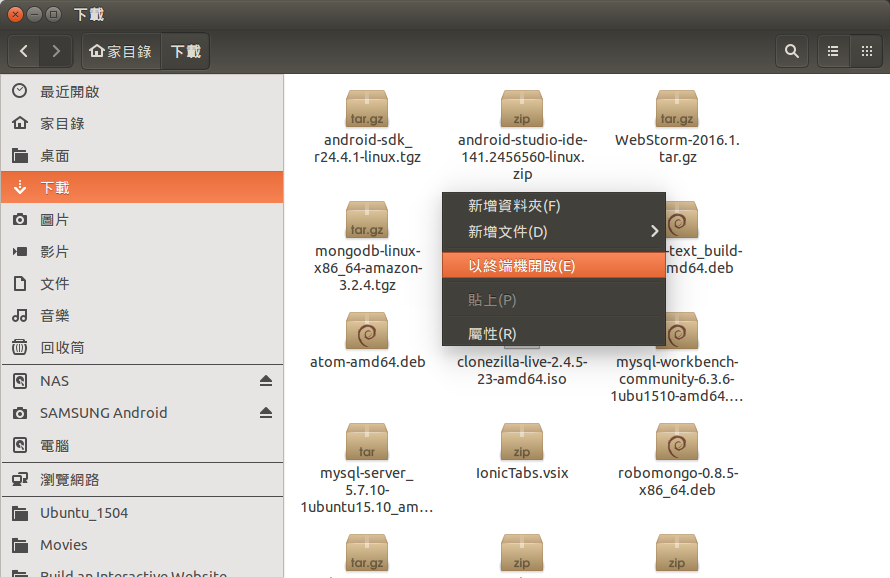 下載
家目錄
下載
最近開啟
家目錄
桌面
下載
圖片
影片
文件
音樂
回收筒
NAS
SAMSUNG Android
電腦
瀏覽網路
Ubuntu_1504
Movies
Build an Interactive Website
tar.gz
android-sdk_
r24.4.1-linux.tgz
zip
android-studio-ide-
141.2456560-linux.
zip
tar.gz
WebStorm-2016.1.
tar.gz
tar.gz
mongodb-linux-
x86_64-amazon-
3.2.4.tgz
-text_build-
md64.deb
新增資料夾(F)
新增文件(D)
以終端機開啟(E)
貼上(P)
屬性(R)
atom-amd64.deb
clonezilla-live-2.4.5-
23-amd64.iso
mysql-workbench-
community-6.3.6-
1ubu1510-amd64.…
tar
mysql-server_
5.7.10-
1ubuntu15.10_am…
zip
IonicTabs.vsix
robomongo-0.8.5-
x86_64.deb
tar.gz
zip
zip